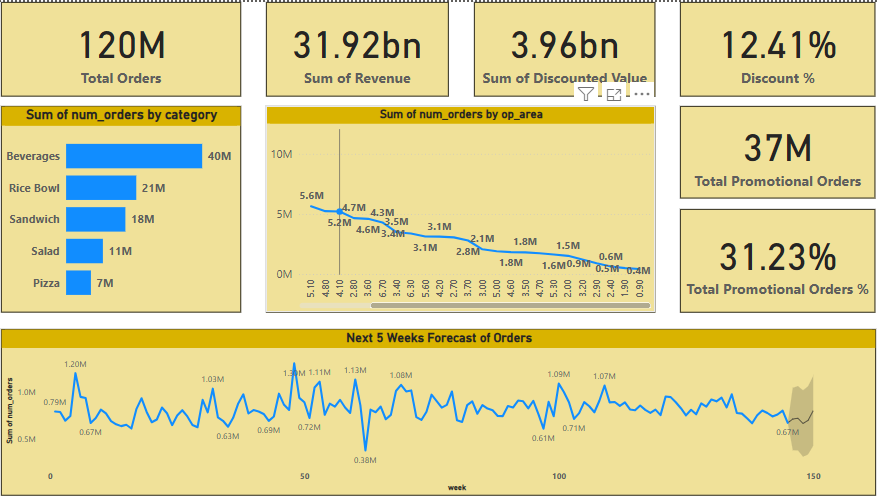 120M
Total Orders
31.92bn
Sum of Revenue
3.96bn
Sum of Discounted Value
12.41%
Discount %
Sum of num_orders by category
Beverages 40M
Rice Bowl 21M
Sandwich 18M
Salad 11M
Pizza 7M
Sum of num_orders by op_area
10M
5M
0M
5.6M
5.2M
4.7M
4.6M
4.3M
3.4M
3.5M
3.1M
3.1M
2.8M
2.1M
1.8M
1.8M
1.6M
1.5M
0.9M
0.5M
0.6M
0.4M
5.10 4.80 4.10 2.80 3.60 6.70 3.40 6.30 5.60 4.20 2.70 3.70 3.00 5.00 4.40 4.50 5.30 2.00 3.20 2.90 2.40 1.90 0.90
37M
Total Promotional Orders
31.23%
Total Promotional Orders %
Next 5 Weeks Forecast of Orders
Sum of num_orders
1.0M
0.5M
0.79M
1.20M
0.67M
1.03M
0.63M
0.69M
0.72M
1.11M
1.13M
0.38M
1.08M
0.61M
1.09M
0.71M
1.07M
0.67M
0 50 100 150
week